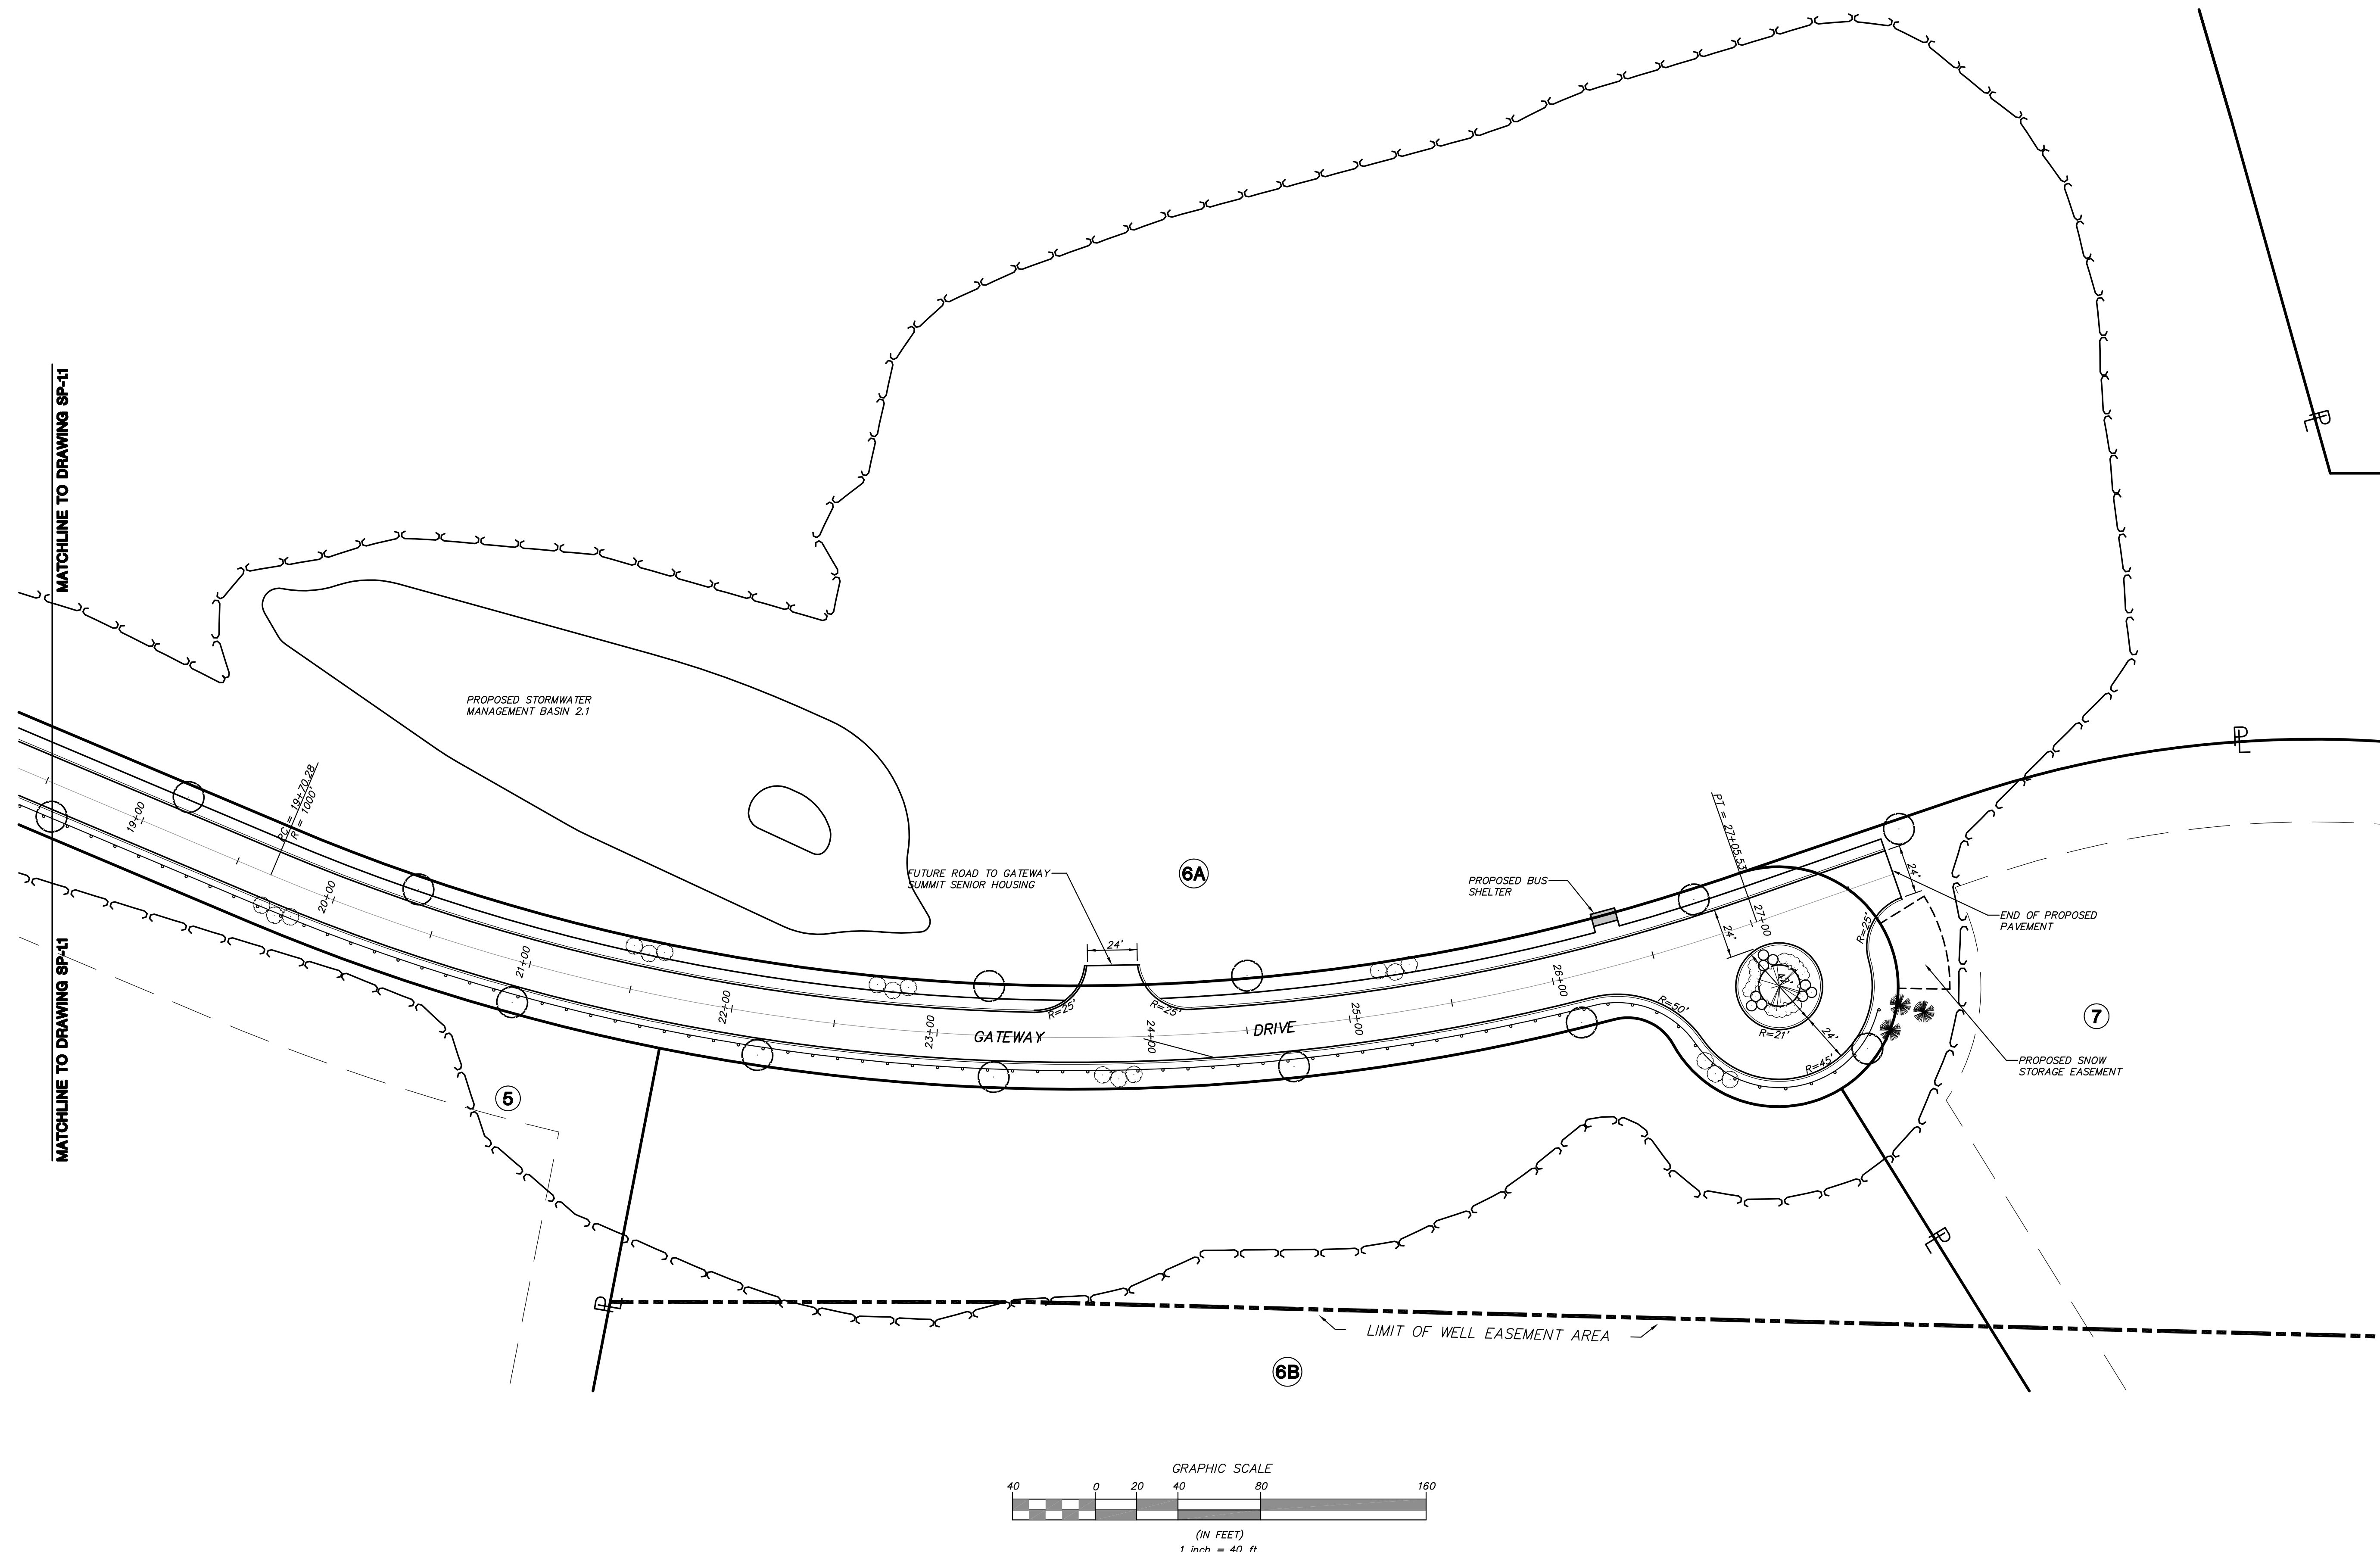 MATCHLINE TO DRAWING SP-1.1
PROPOSED STORMWATER
MANAGEMENT BASIN 2.1
PC = 19+70.28
R = 1000'
19+00
20+00
21+00
22+00
23+00
24+00
25+00
26+00
27+00
FUTURE ROAD TO GATEWAY
SUMMIT SENIOR HOUSING
24'
R=25'
R=25'
GATEWAY DRIVE
6A
PROPOSED BUS
SHELTER
PT = 27+05.53
24'
24'
R=25'
END OF PROPOSED
PAVEMENT
R=50'
R=21'
24'
R=45'
PROPOSED SNOW
STORAGE EASEMENT
7
PL
PL
PL
PL
MATCHLINE TO DRAWING SP-1.1
5
LIMIT OF WELL EASEMENT AREA
6B
GRAPHIC SCALE
40 0 20 40 80 160
(IN FEET)
1 inch = 40 ft.